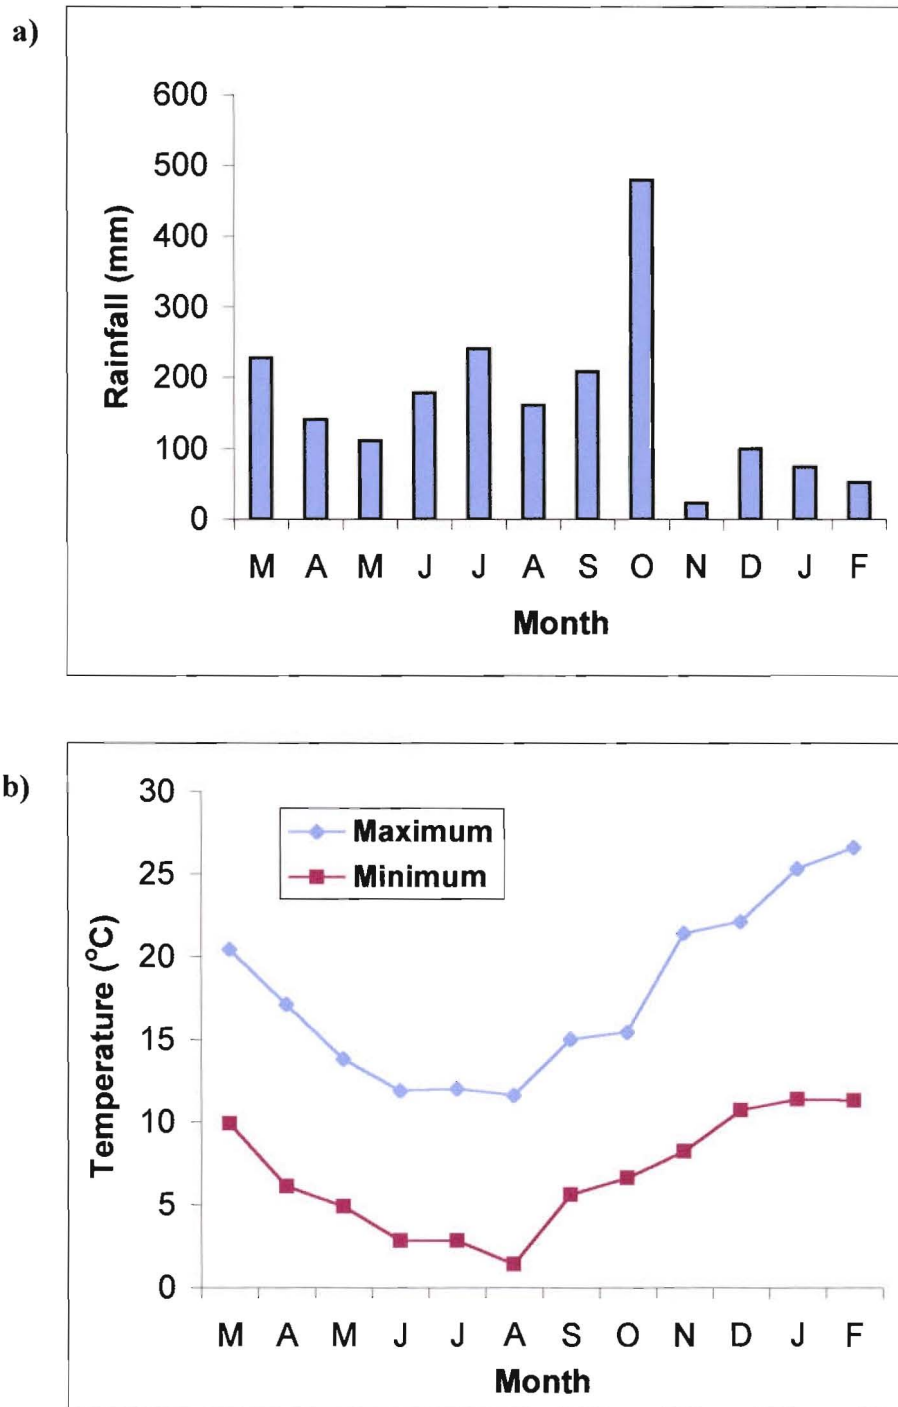 a)
600
500
400
300
200
100
0
Rainfall (mm)
M A M J J A S O N D J F
Month
b)
30
25
20
15
10
5
0
Temperature (°C)
Maximum
Minimum
M A M J J A S O N D J F
Month